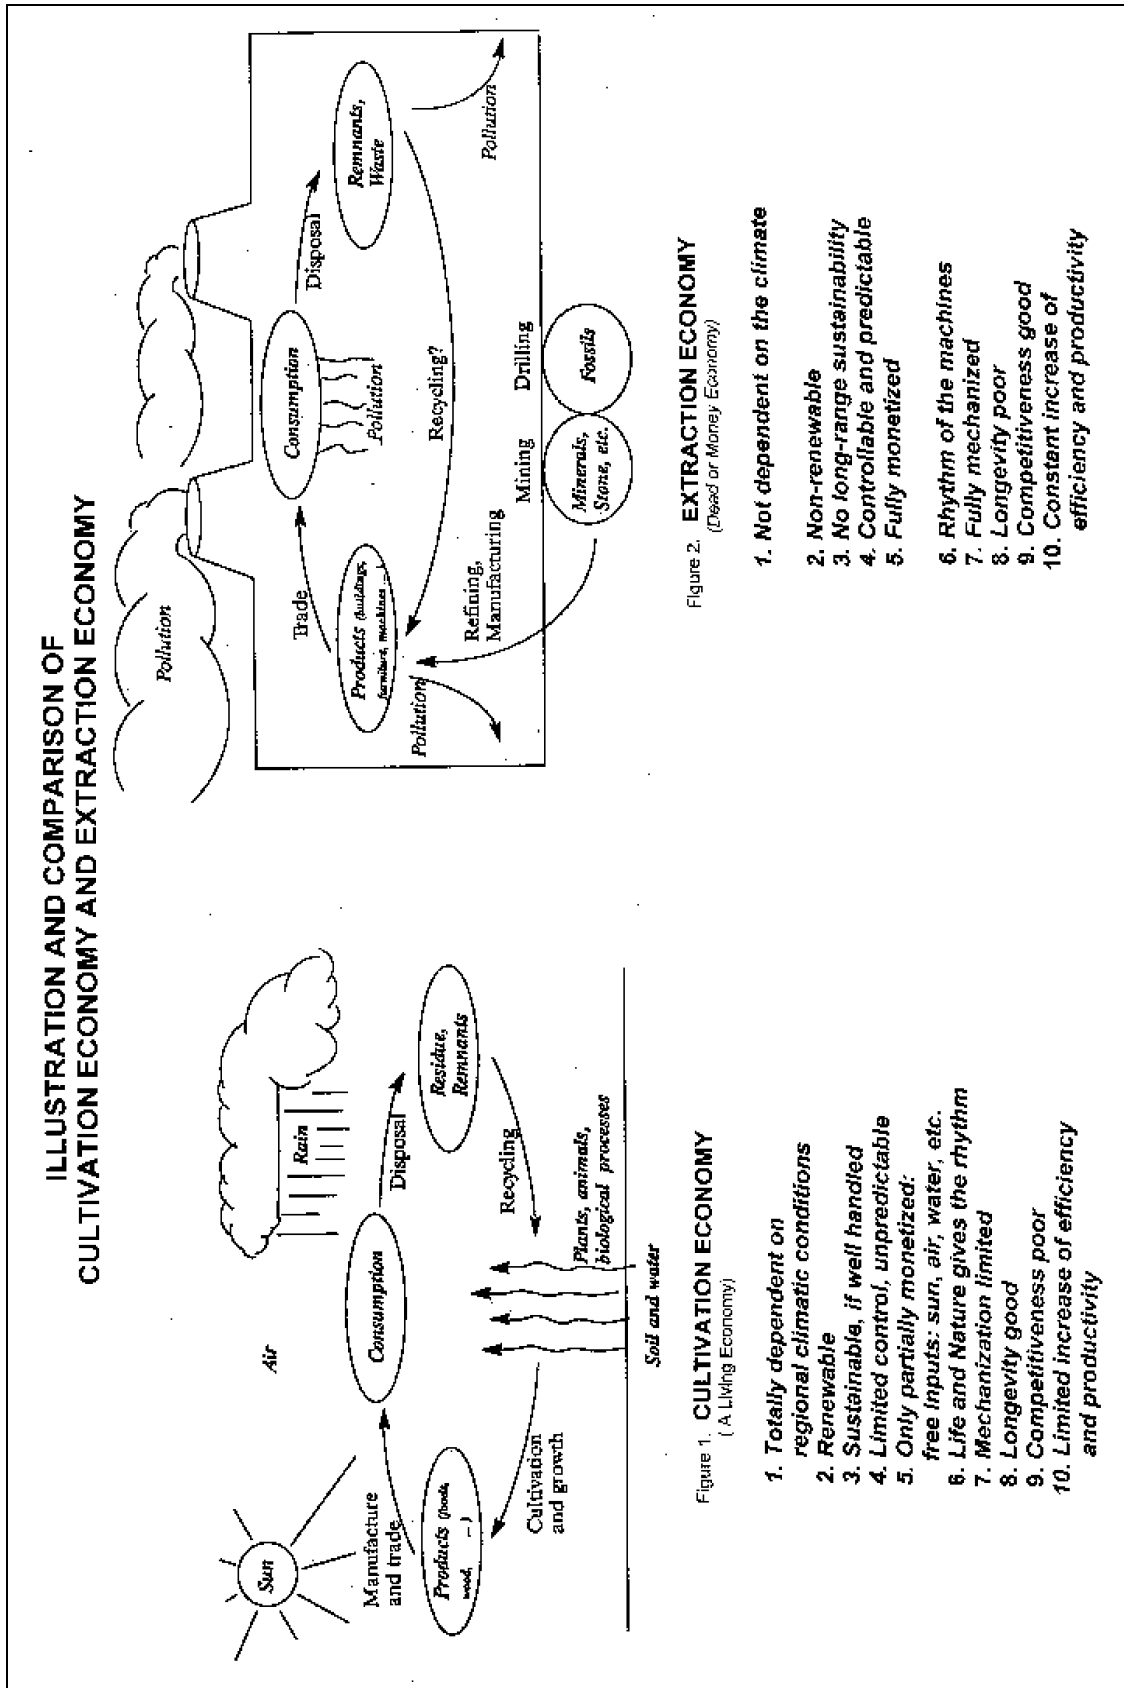 ILLUSTRATION AND COMPARISON OF
CULTIVATION ECONOMY AND EXTRACTION ECONOMY
Sun
Air
Rain
Manufacture
and trade
Consumption
Disposal
Products (foods,
wood, ...)
Residue,
Remnants
Cultivation
and growth
Recycling
Plants, animals,
biological processes
Soil and water
Figure 1. CULTIVATION ECONOMY
( A Living Economy)
1. Totally dependent on
regional climatic conditions
2. Renewable
3. Sustainable, if well handled
4. Limited control, unpredictable
5. Only partially monetized:
free inputs: sun, air, water, etc.
6. Life and Nature gives the rhythm
7. Mechanization limited
8. Longevity good
9. Competitiveness poor
10. Limited increase of efficiency
and productivity
Pollution
Trade
Consumption
Disposal
Products (buildings,
furniture, machines ...)
Pollution
Remnants,
Waste
Pollution
Recycling?
Pollution
Refining,
Manufacturing
Mining
Drilling
Minerals,
Stone, etc.
Fossils
Figure 2. EXTRACTION ECONOMY
(Dead or Money Economy)
1. Not dependent on the climate
2. Non-renewable
3. No long-range sustainability
4. Controllable and predictable
5. Fully monetized
6. Rhythm of the machines
7. Fully mechanized
8. Longevity poor
9. Competitiveness good
10. Constant increase of
efficiency and productivity